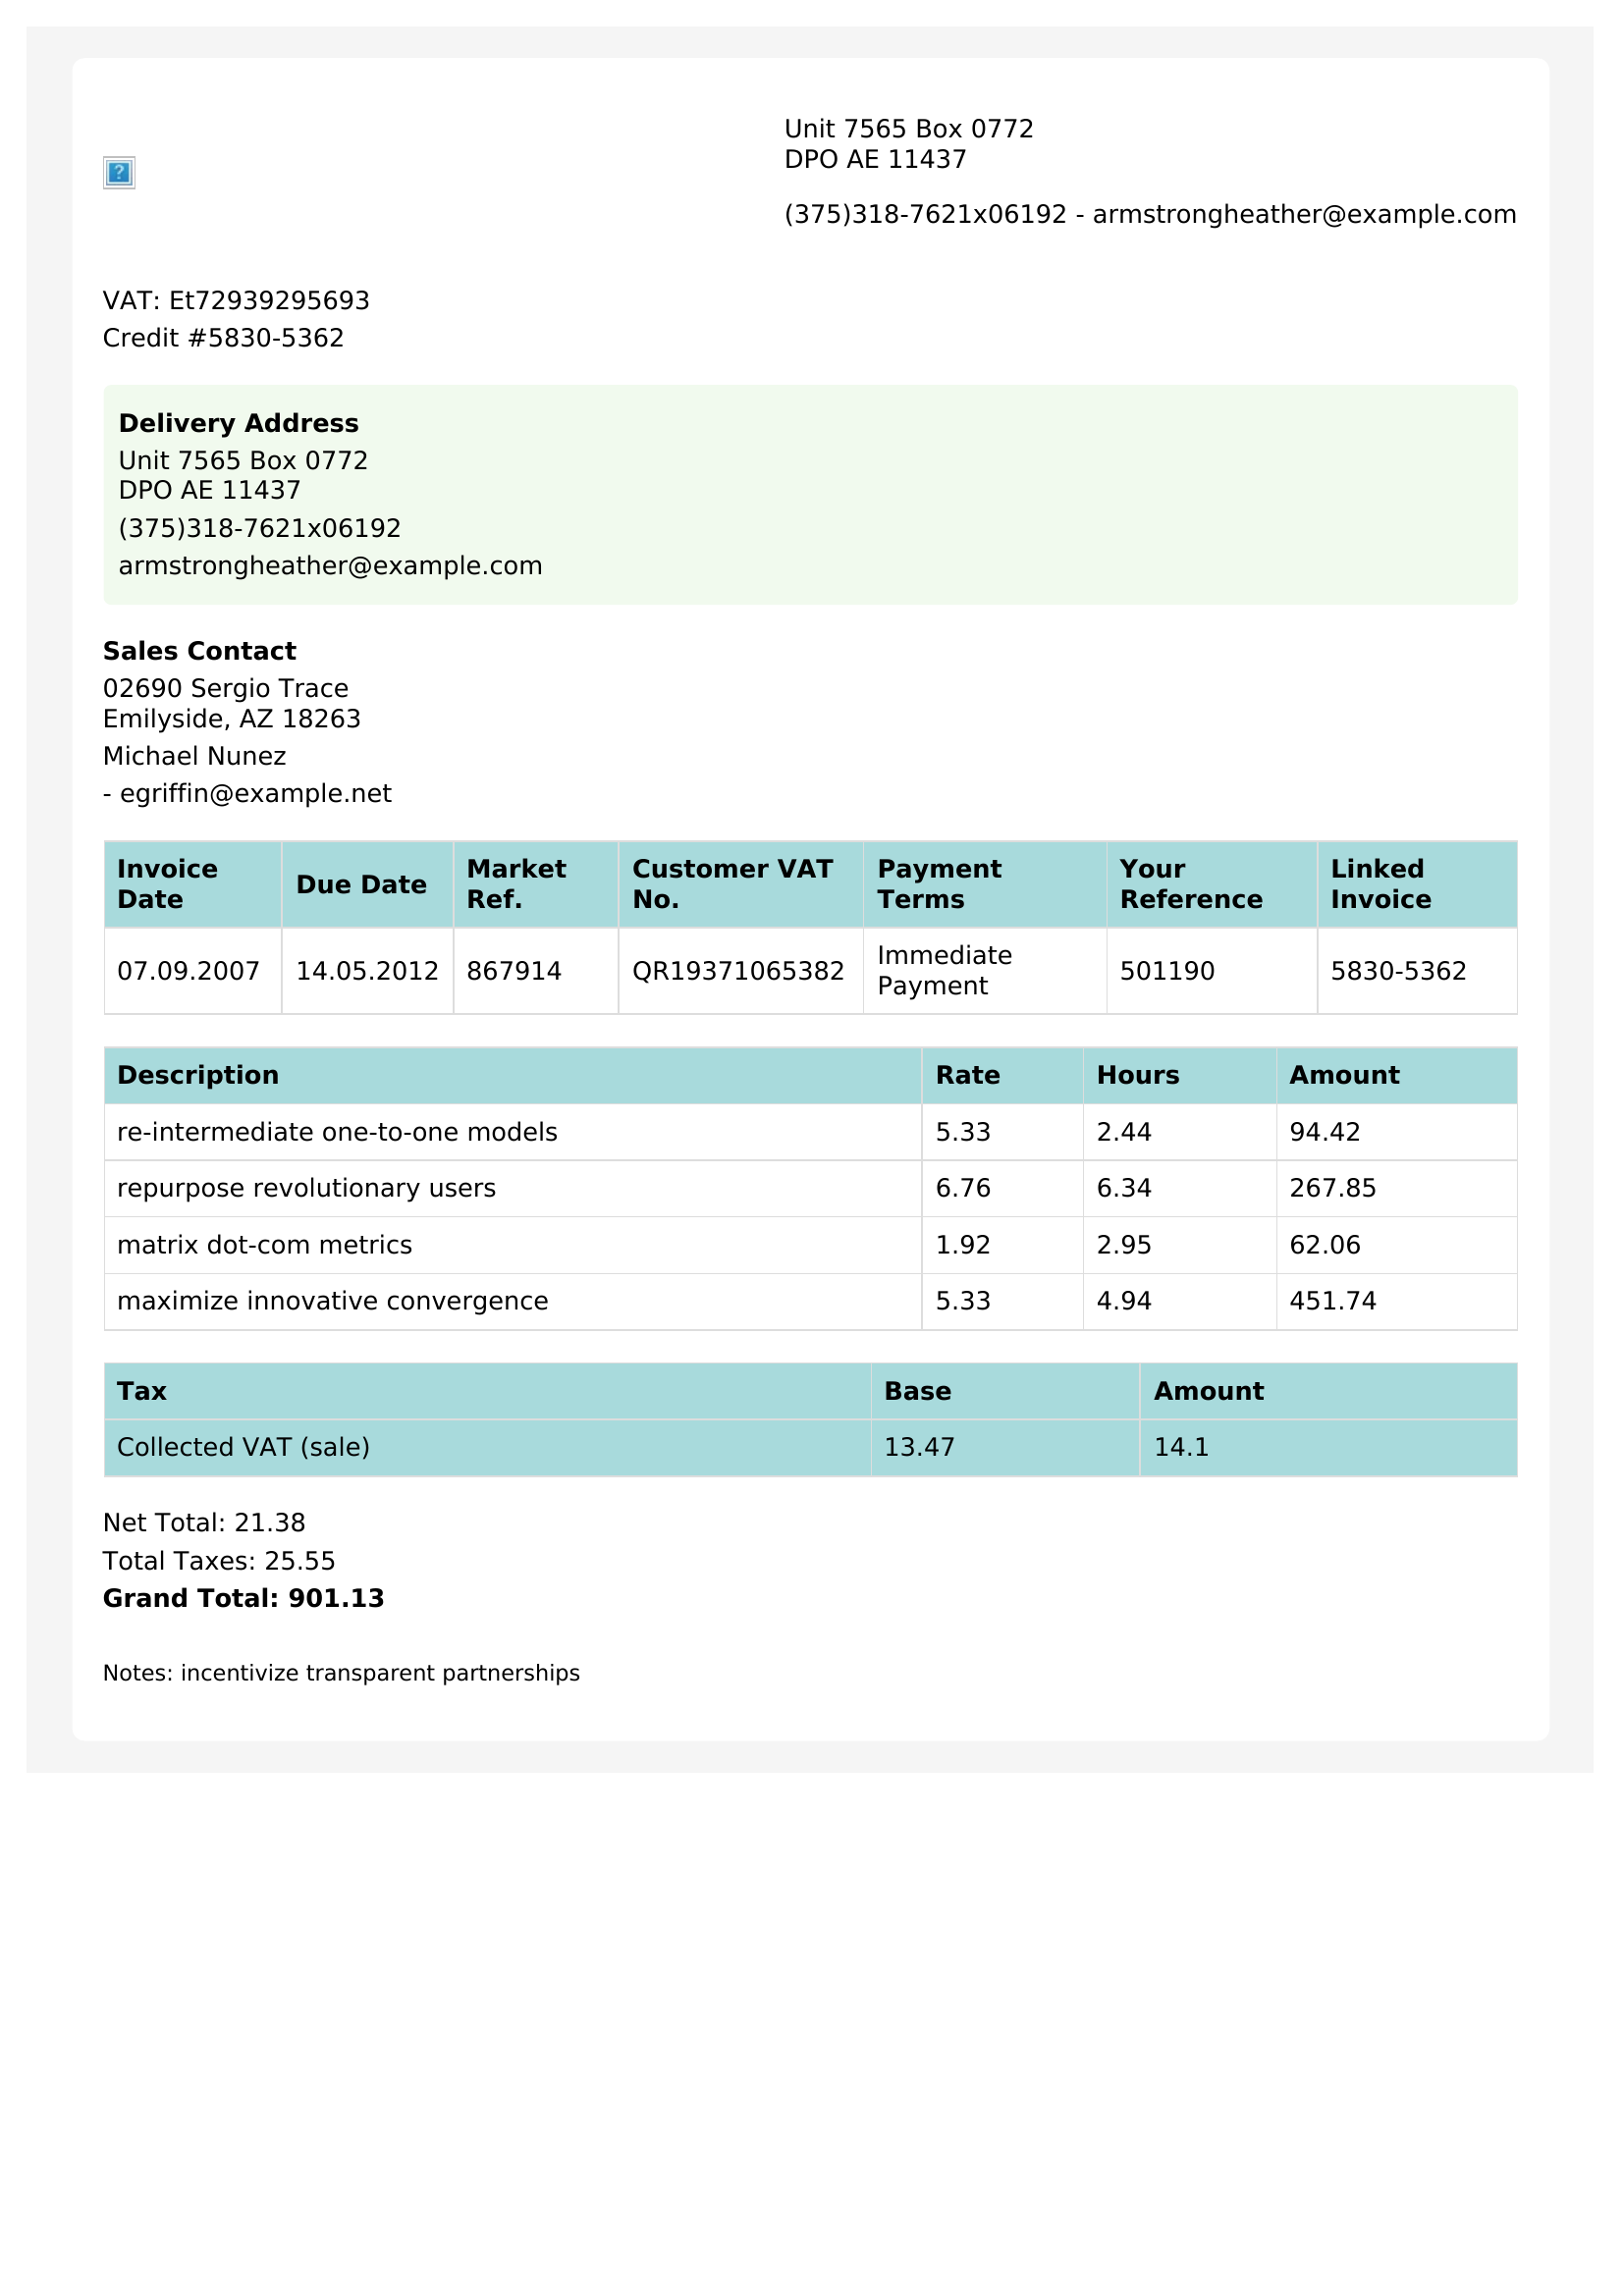 Unit 7565 Box 0772
DPO AE 11437
(375)318-7621x06192 - armstrongheather@example.com
VAT: Et72939295693
Credit #5830-5362
Delivery Address
Unit 7565 Box 0772
DPO AE 11437
(375)318-7621x06192
armstrongheather@example.com
Sales Contact
02690 Sergio Trace
Emilyside, AZ 18263
Michael Nunez
- egriffin@example.net
Invoice Date Due Date Market Ref. Customer VAT No. Payment Terms Your Reference Linked Invoice
07.09.2007 14.05.2012 867914 QR19371065382 Immediate Payment 501190 5830-5362
Description Rate Hours Amount
re-intermediate one-to-one models 5.33 2.44 94.42
repurpose revolutionary users 6.76 6.34 267.85
matrix dot-com metrics 1.92 2.95 62.06
maximize innovative convergence 5.33 4.94 451.74
Tax Base Amount
Collected VAT (sale) 13.47 14.1
Net Total: 21.38
Total Taxes: 25.55
Grand Total: 901.13
Notes: incentivize transparent partnerships